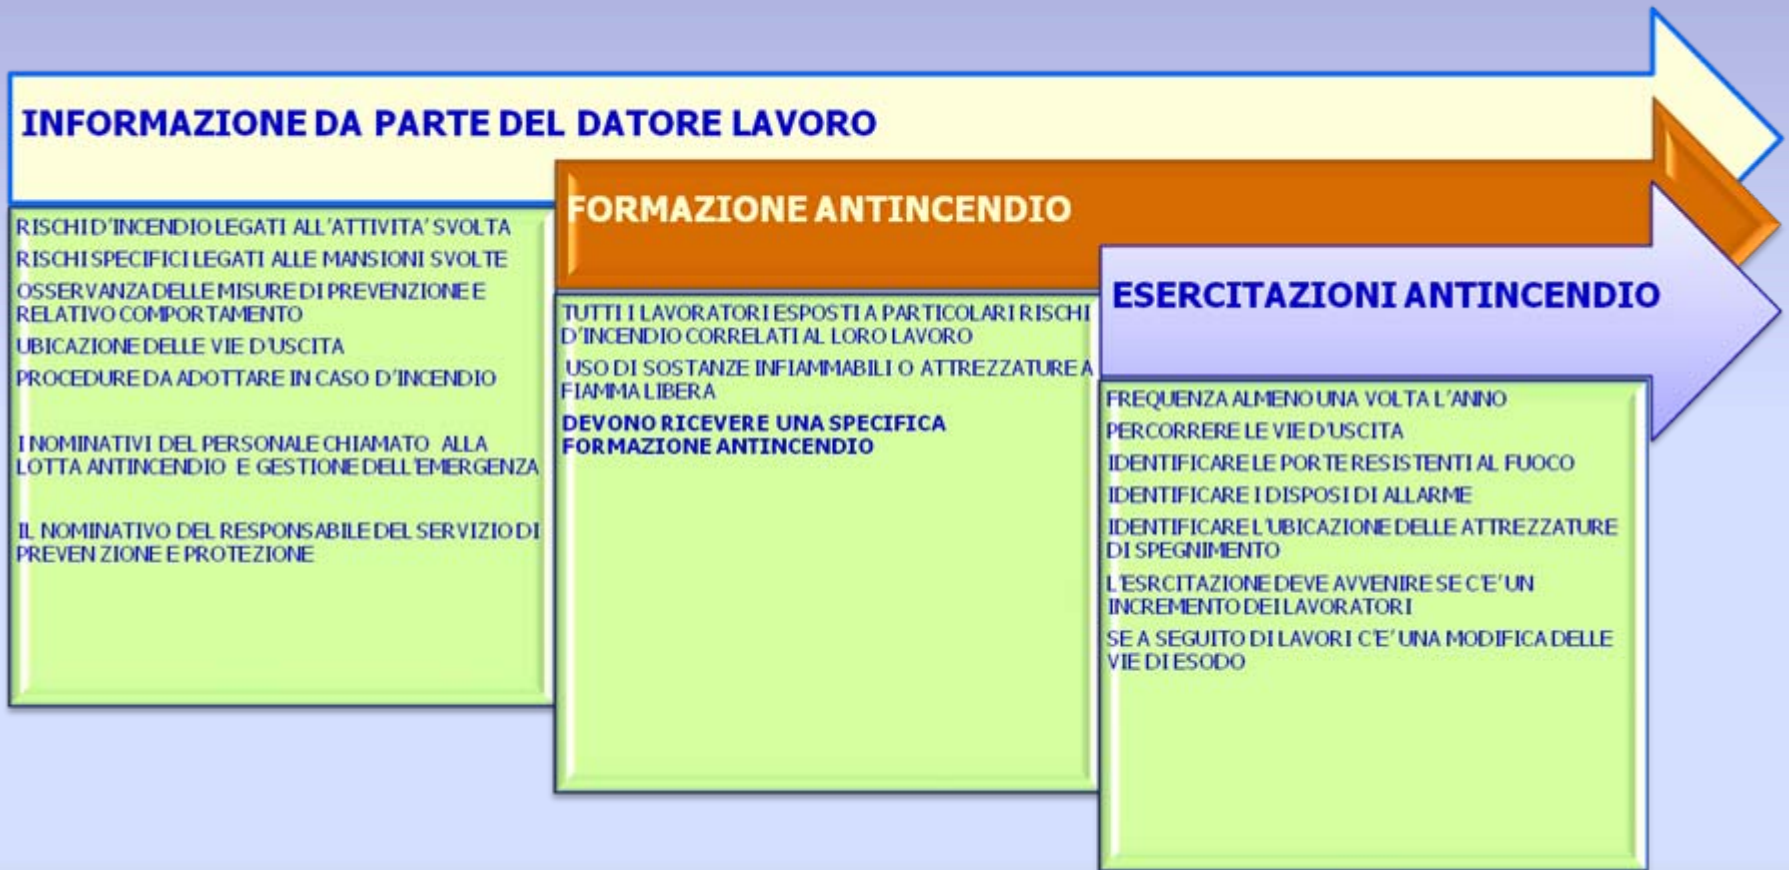 INFORMAZIONE DA PARTE DEL DATORE LAVORO
RISCHI D'INCENDIO LEGATI ALL'ATTIVITA' SVOLTA
RISCHI SPECIFICI LEGATI ALLE MANSIONI SVOLTE
OSSERVANZA DELLE MISURE DI PREVENZIONE E
RELATIVO COMPORTAMENTO
UBICAZIONE DELLE VIE D'USCITA
PROCEDURE DA ADOTTARE IN CASO D'INCENDIO
I NOMINATIVI DEL PERSONALE CHIAMATO ALLA
LOTTA ANTINCENDIO E GESTIONE DELL'EMERGENZA
IL NOMINATIVO DEL RESPONSABILE DEL SERVIZIO DI
PREVENZIONE E PROTEZIONE
FORMAZIONE ANTINCENDIO
TUTTI I LAVORATORI ESPOSTI A PARTICOLARI RISCHI
D'INCENDIO CORRELATI AL LORO LAVORO
USO DI SOSTANZE INFIAMMABILI O ATTREZZATURE A
FIAMMA LIBERA
DEVONO RICEVERE UNA SPECIFICA
FORMAZIONE ANTINCENDIO
ESERCITAZIONI ANTINCENDIO
FREQUENZA ALMENO UNA VOLTA L'ANNO
PERCORRERE LE VIE D'USCITA
IDENTIFICARE LE PORTE RESISTENTI AL FUOCO
IDENTIFICARE I DISPOSI DI ALLARME
IDENTIFICARE L'UBICAZIONE DELLE ATTREZZATURE
DI SPEGNIMENTO
L'ESRCITAZIONE DEVE AVVENIRE SE C'E' UN
INCREMENTO DEI LAVORATORI
SE A SEGUITO DI LAVORI C'E' UNA MODIFICA DELLE
VIE DI ESODO